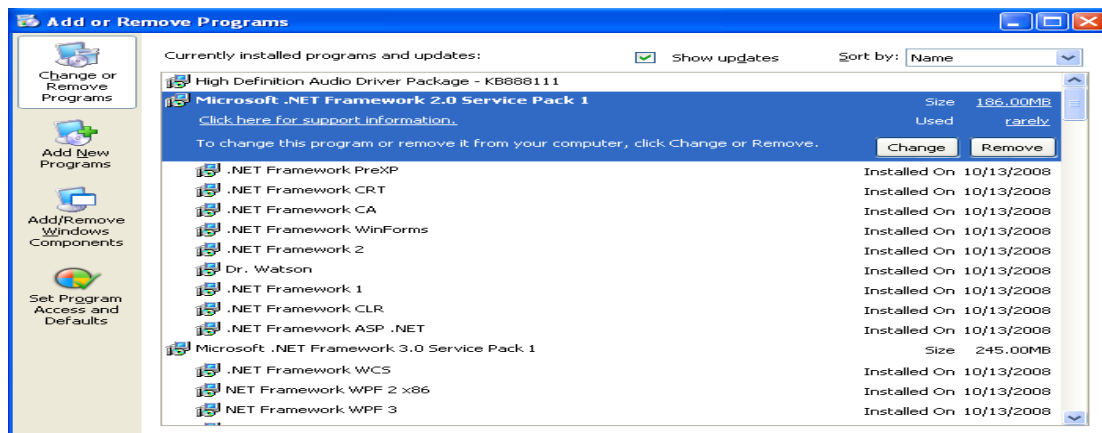 Add or Remove Programs
Change or
Remove
Programs
Add New
Programs
Add/Remove
Windows
Components
Set Program
Access and
Defaults
Currently installed programs and updates: Show updates Sort by: Name
High Definition Audio Driver Package - KB888111
Microsoft .NET Framework 2.0 Service Pack 1 Size 186.00MB
Click here for support information. Used rarely
To change this program or remove it from your computer, click Change or Remove. Change Remove
.NET Framework PreXP Installed On 10/13/2008
.NET Framework CRT Installed On 10/13/2008
.NET Framework CA Installed On 10/13/2008
.NET Framework WinForms Installed On 10/13/2008
.NET Framework 2 Installed On 10/13/2008
Dr. Watson Installed On 10/13/2008
.NET Framework 1 Installed On 10/13/2008
.NET Framework CLR Installed On 10/13/2008
.NET Framework ASP .NET Installed On 10/13/2008
Microsoft .NET Framework 3.0 Service Pack 1 Size 245.00MB
.NET Framework WCS Installed On 10/13/2008
NET Framework WPF 2 x86 Installed On 10/13/2008
NET Framework WPF 3 Installed On 10/13/2008